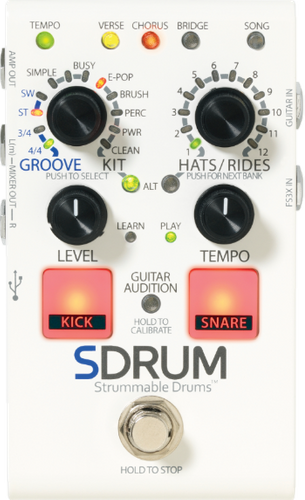 TEMPO
VERSE
CHORUS
BRIDGE
SONG
AMP OUT
GUITAR IN
FS3X IN
L(m) — MIXER OUT — R
SIMPLE
BUSY
E-POP
SW
BRUSH
ST
PERC
3/4
PWR
4/4
CLEAN
GROOVE
KIT
PUSH TO SELECT
1
2
3
4
5
6
7
8
9
10
11
12
HATS/RIDES
PUSH FOR NEXT BANK
ALT
LEARN
PLAY
LEVEL
TEMPO
GUITAR
AUDITION
KICK
SNARE
HOLD TO
CALIBRATE
SDRUM
Strummable Drums™
HOLD TO STOP